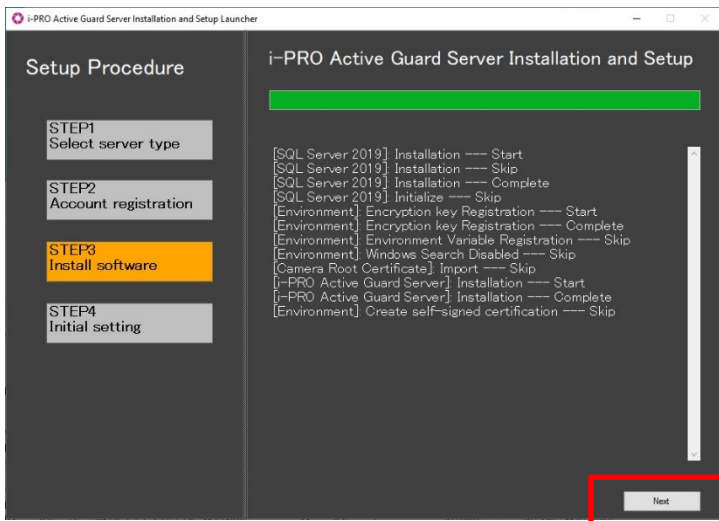 i-PRO Active Guard Server Installation and Setup Launcher
Setup Procedure
STEP1
Select server type
STEP2
Account registration
STEP3
Install software
STEP4
Initial setting
i-PRO Active Guard Server Installation and Setup
[SQL Server 2019]: Installation --- Start
[SQL Server 2019]: Installation --- Skip
[SQL Server 2019]: Installation --- Complete
[SQL Server 2019]: Initialize --- Skip
[Environment]: Encryption key Registration --- Start
[Environment]: Encryption key Registration --- Complete
[Environment]: Environment Variable Registration --- Skip
[Environment]: Windows Search Disabled --- Skip
[Camera Root Certificate]: Import --- Skip
[i-PRO Active Guard Server]: Installation --- Start
[i-PRO Active Guard Server]: Installation --- Complete
[Environment]: Create self-signed certification --- Skip
Next